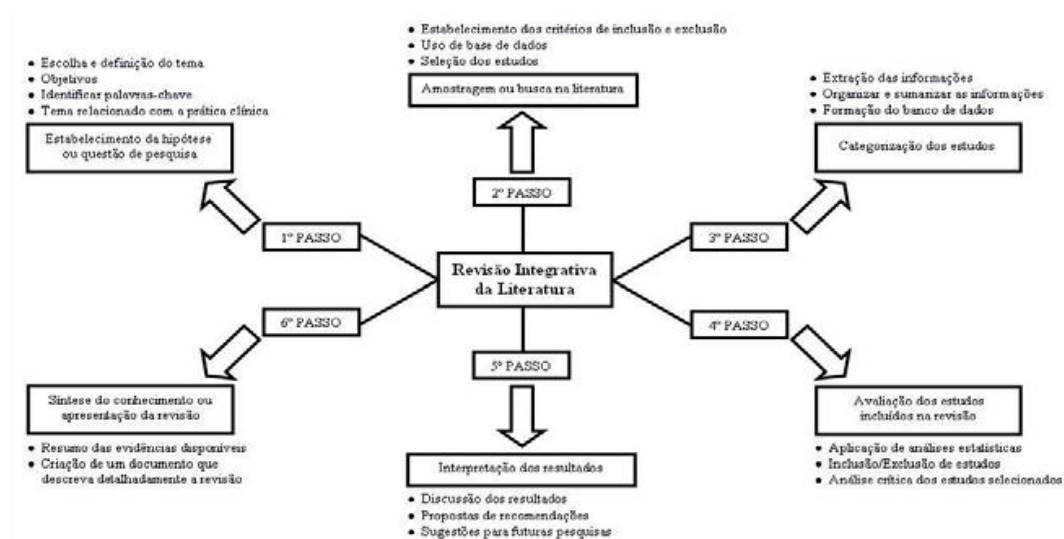 • Escolha e definição do tema
• Objetivos
• Identificar palavras-chave
• Tema relacionado com a prática clínica
Estabelecimento da hipótese
ou questão de pesquisa
1º PASSO
• Estabelecimento dos critérios de inclusão e exclusão
• Uso de base de dados
• Seleção dos estudos
Amostragem ou busca na literatura
2º PASSO
• Extração das informações
• Organizar e sumarizar as informações
• Formação do banco de dados
Categorização dos estudos
3º PASSO
Revisão Integrativa
da Literatura
4º PASSO
Avaliação dos estudos
incluídos na revisão
• Aplicação de análises estatísticas
• Inclusão/Exclusão de estudos
• Análise crítica dos estudos selecionados
5º PASSO
Interpretação dos resultados
• Discussão dos resultados
• Propostas de recomendações
• Sugestões para futuras pesquisas
6º PASSO
Síntese do conhecimento ou
apresentação da revisão
• Resumo das evidências disponíveis
• Criação de um documento que
descreva detalhadamente a revisão